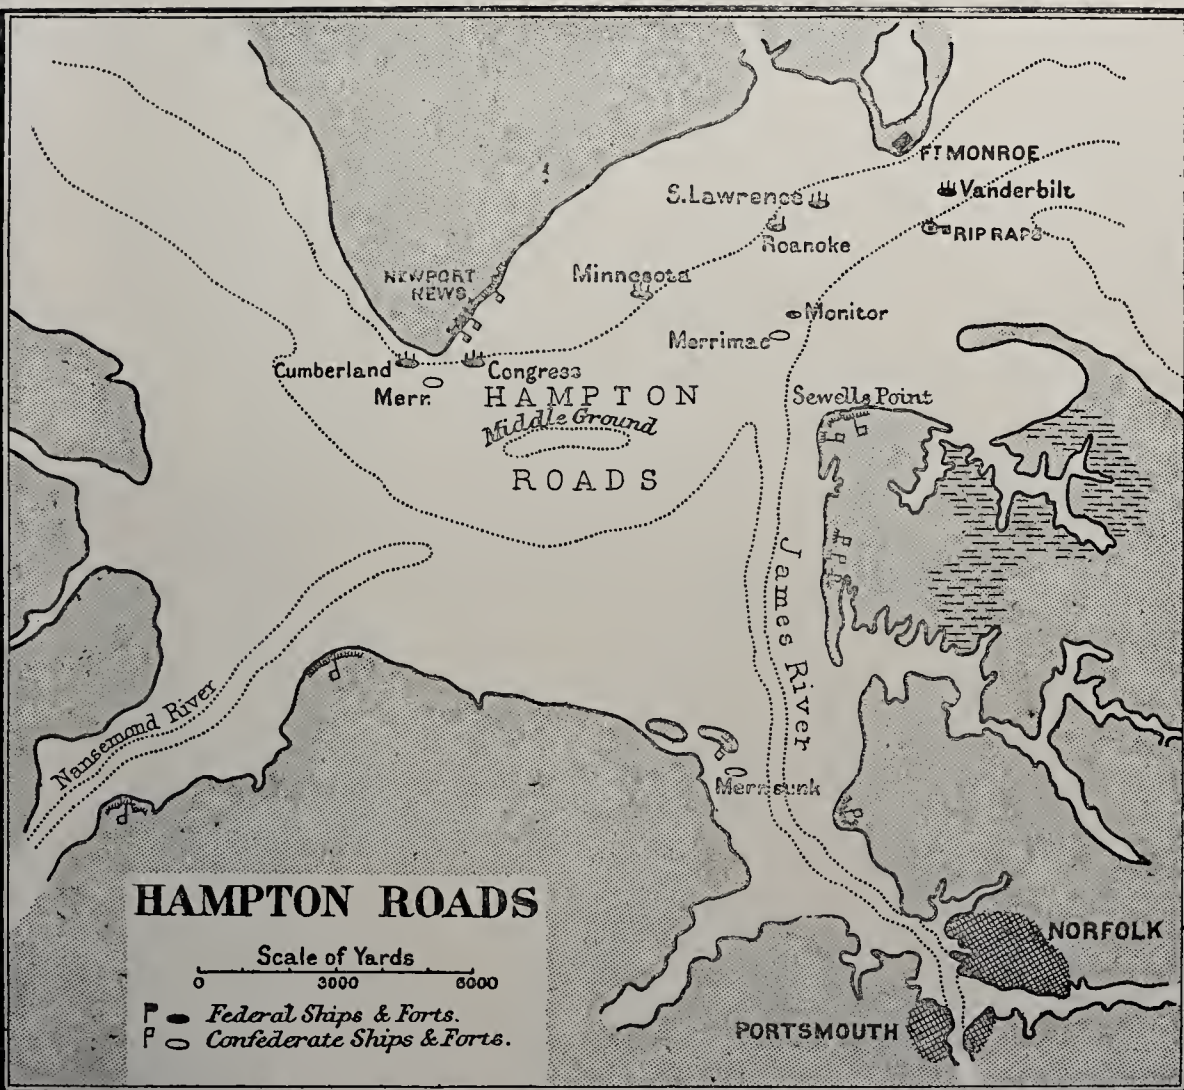 FT MONROE
Vanderbilt
S. Lawrence
RIP RAPS
Roanoke
NEWPORT
NEWS
Minnesota
Monitor
Merrimac
Cumberland
Congress
Merr.
HAMPTON
Sewells Point
Middle Ground
ROADS
James River
Nansemond River
Merr. sunk
HAMPTON ROADS
NORFOLK
Scale of Yards
0 3000 6000
Federal Ships & Forts.
PORTSMOUTH
Confederate Ships & Forts.